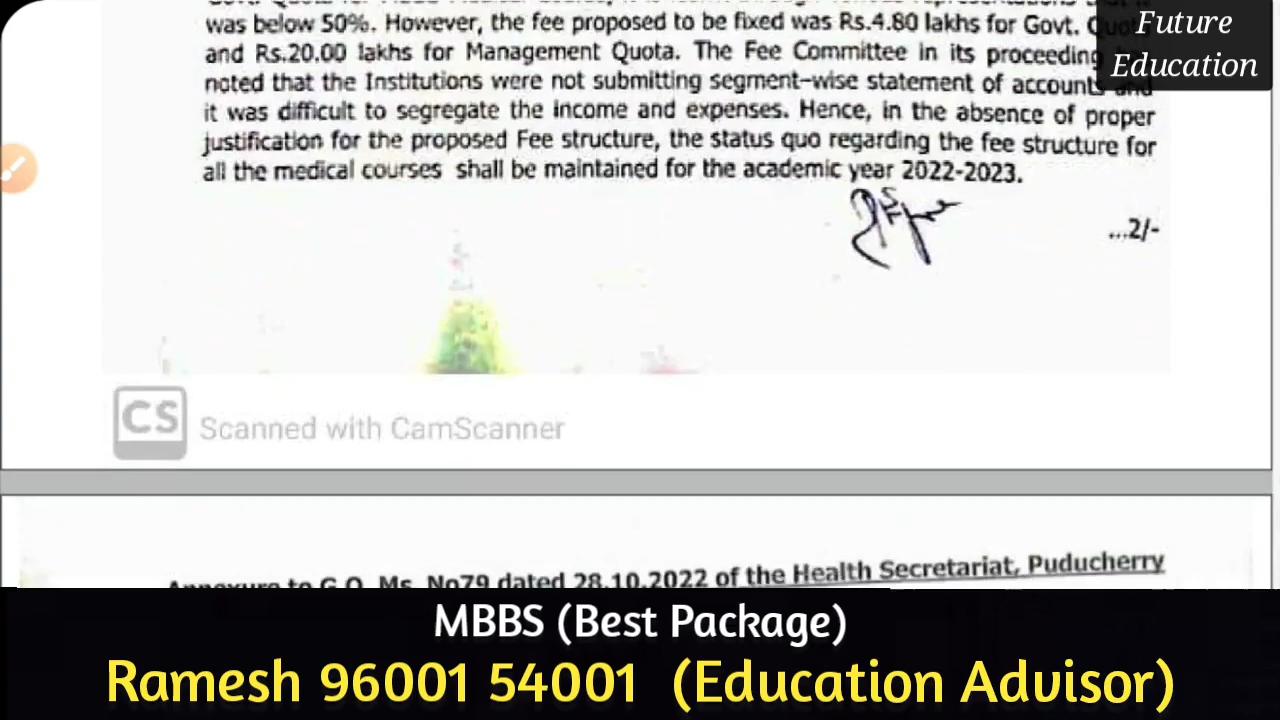 was below 50%. However, the fee proposed to be fixed was Rs.4.80 lakhs for Govt.
and Rs.20.00 lakhs for Management Quota. The Fee Committee in its proceeding
noted that the Institutions were not submitting segment-wise statement of accounts and
it was difficult to segregate the income and expenses. Hence, in the absence of proper
justification for the proposed Fee structure, the status quo regarding the fee structure for
all the medical courses shall be maintained for the academic year 2022-2023.
...2/-
Future
Education
CS Scanned with CamScanner
Annexure to G.O. Ms. No79 dated 28.10.2022 of the Health Secretariat, Puducherry
MBBS (Best Package)
Ramesh 96001 54001 (Education Advisor)